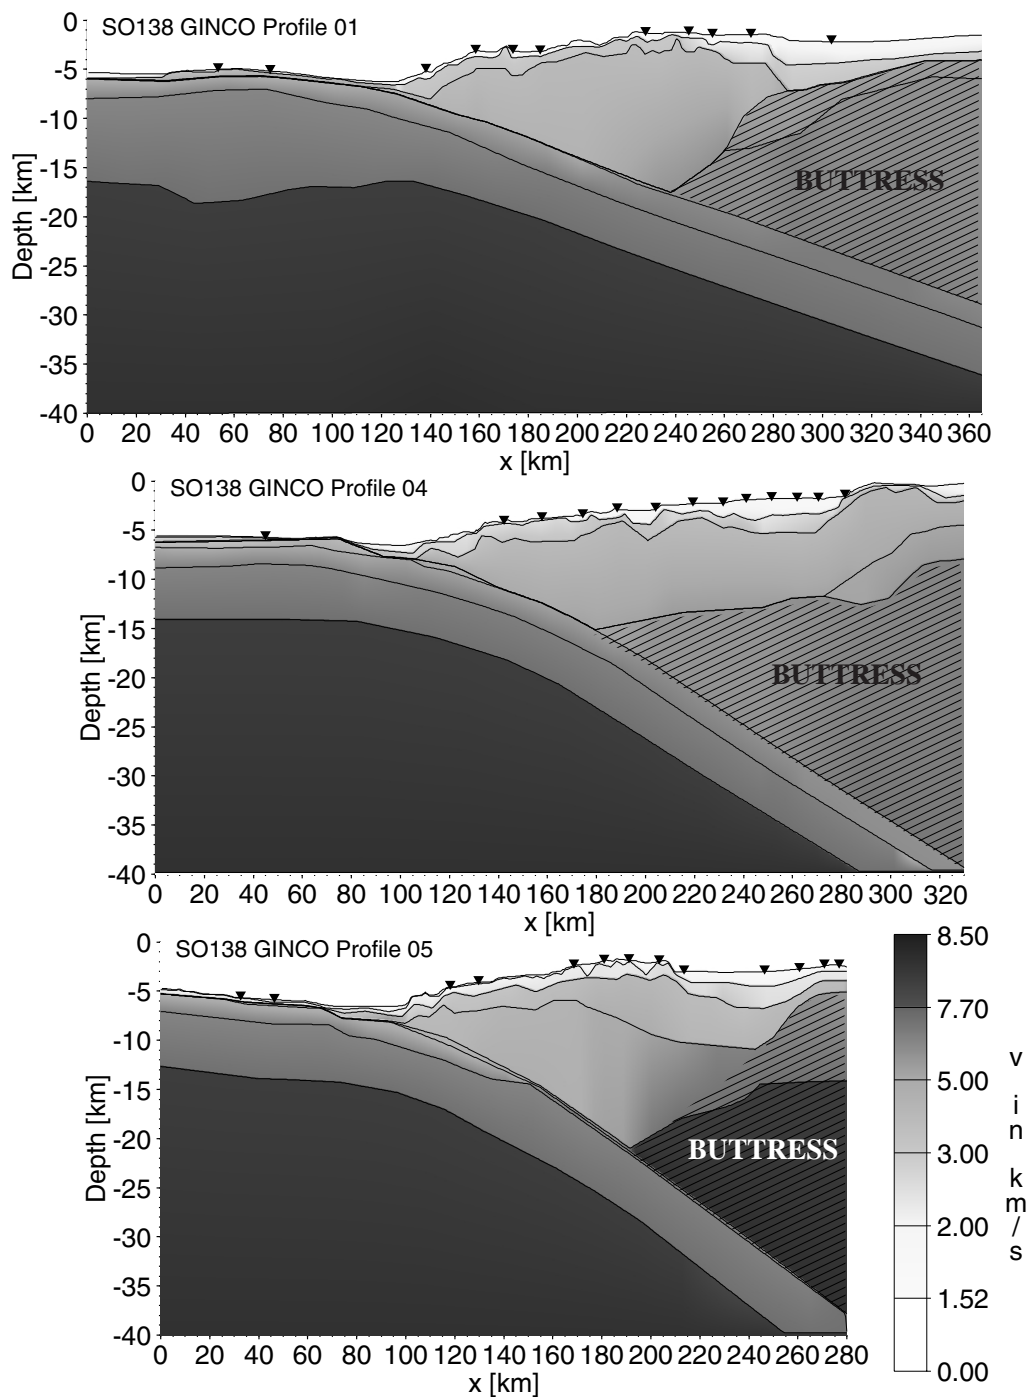 SO138 GINCO Profile 01
0
-5
-10
-15
-20
-25
-30
-35
-40
Depth [km]
BUTTRESS
0 20 40 60 80 100 120 140 160 180 200 220 240 260 280 300 320 340 360
x [km]
SO138 GINCO Profile 04
0
-5
-10
-15
-20
-25
-30
-35
-40
Depth [km]
BUTTRESS
0 20 40 60 80 100 120 140 160 180 200 220 240 260 280 300 320
x [km]
SO138 GINCO Profile 05
0
-5
-10
-15
-20
-25
-30
-35
-40
Depth [km]
BUTTRESS
0 20 40 60 80 100 120 140 160 180 200 220 240 260 280
x [km]
8.50
7.70
5.00
3.00
2.00
1.52
0.00
v in km/s